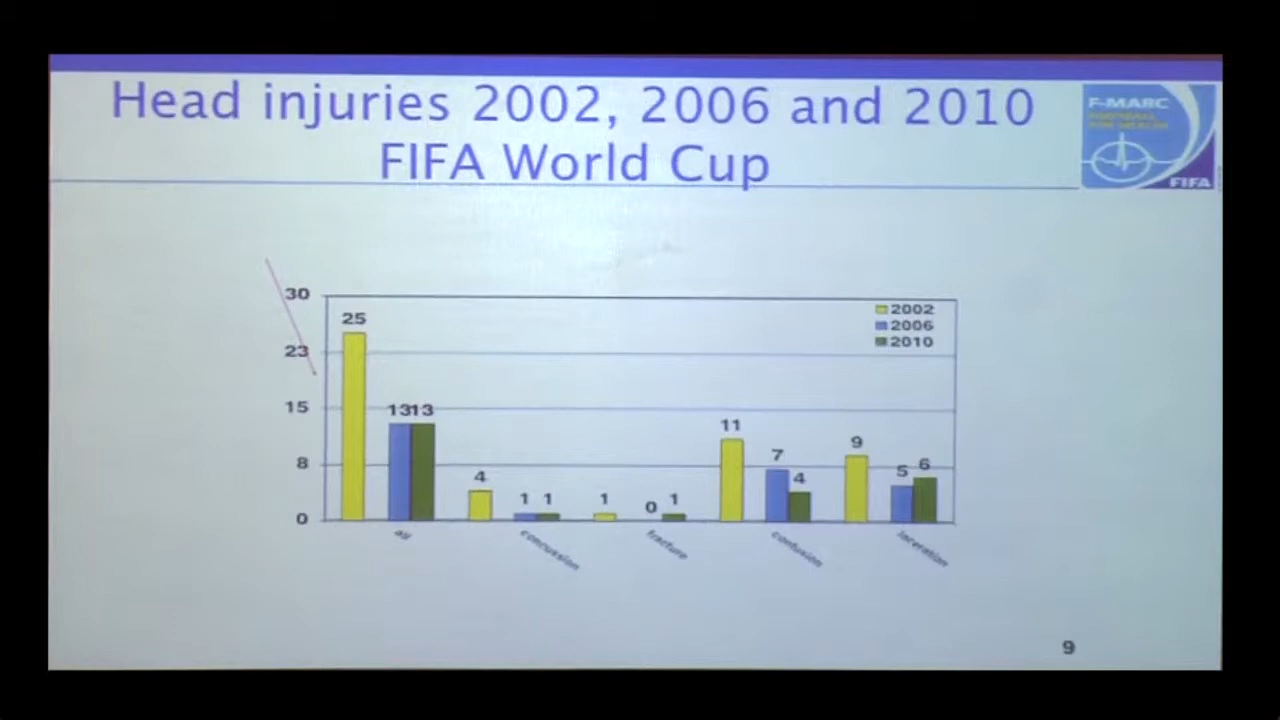 Head injuries 2002, 2006 and 2010
FIFA World Cup
F-MARC
FIFA
30
23
15
8
0
2002
2006
2010
25
13 13
4
1 1
1
0 1
11
7
4
9
5 6
all
concussion
fracture
contusion
laceration
9